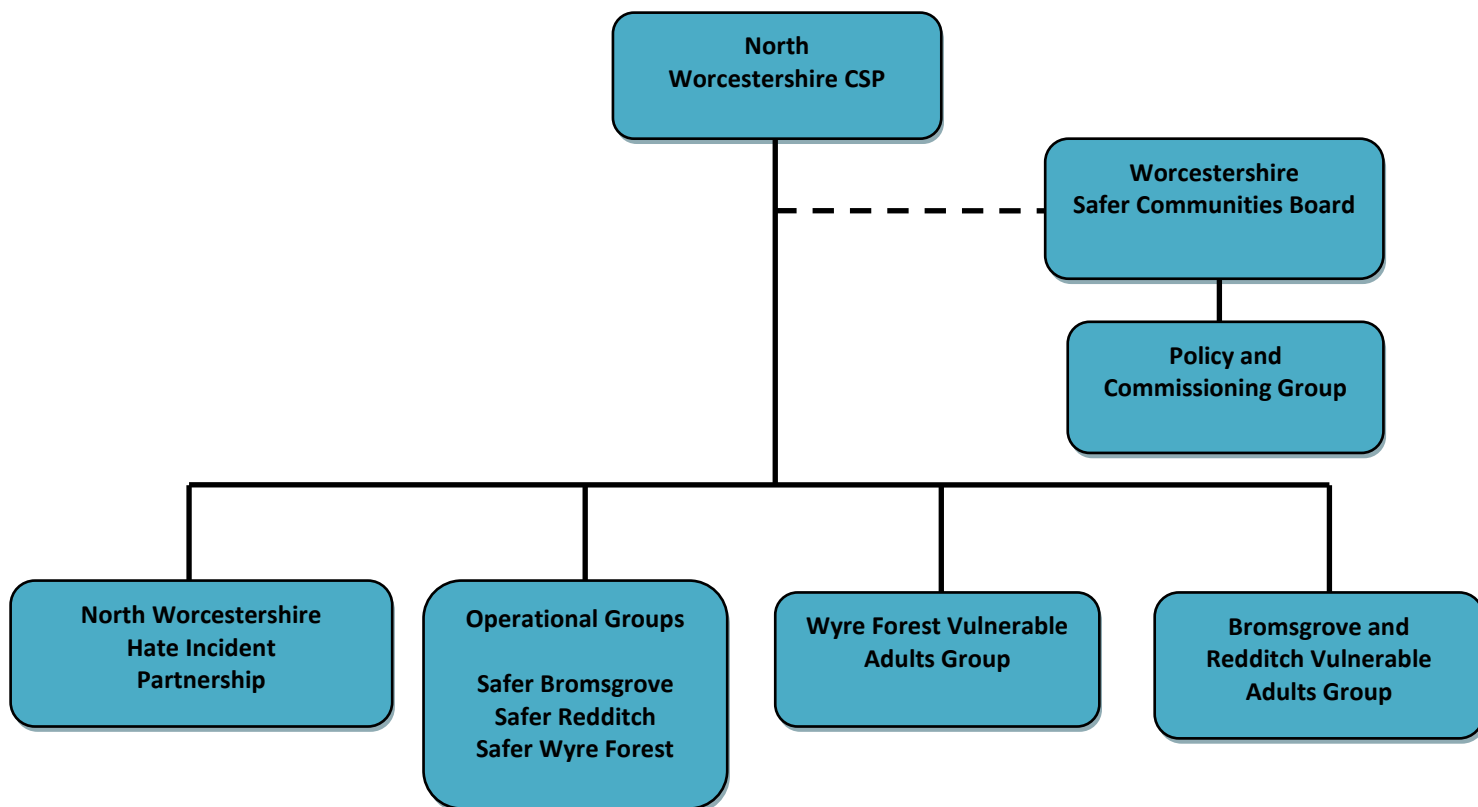 North
Worcestershire CSP
Worcestershire
Safer Communities Board
Policy and
Commissioning Group
North Worcestershire
Hate Incident
Partnership
Operational Groups
Safer Bromsgrove
Safer Redditch
Safer Wyre Forest
Wyre Forest Vulnerable
Adults Group
Bromsgrove and
Redditch Vulnerable
Adults Group